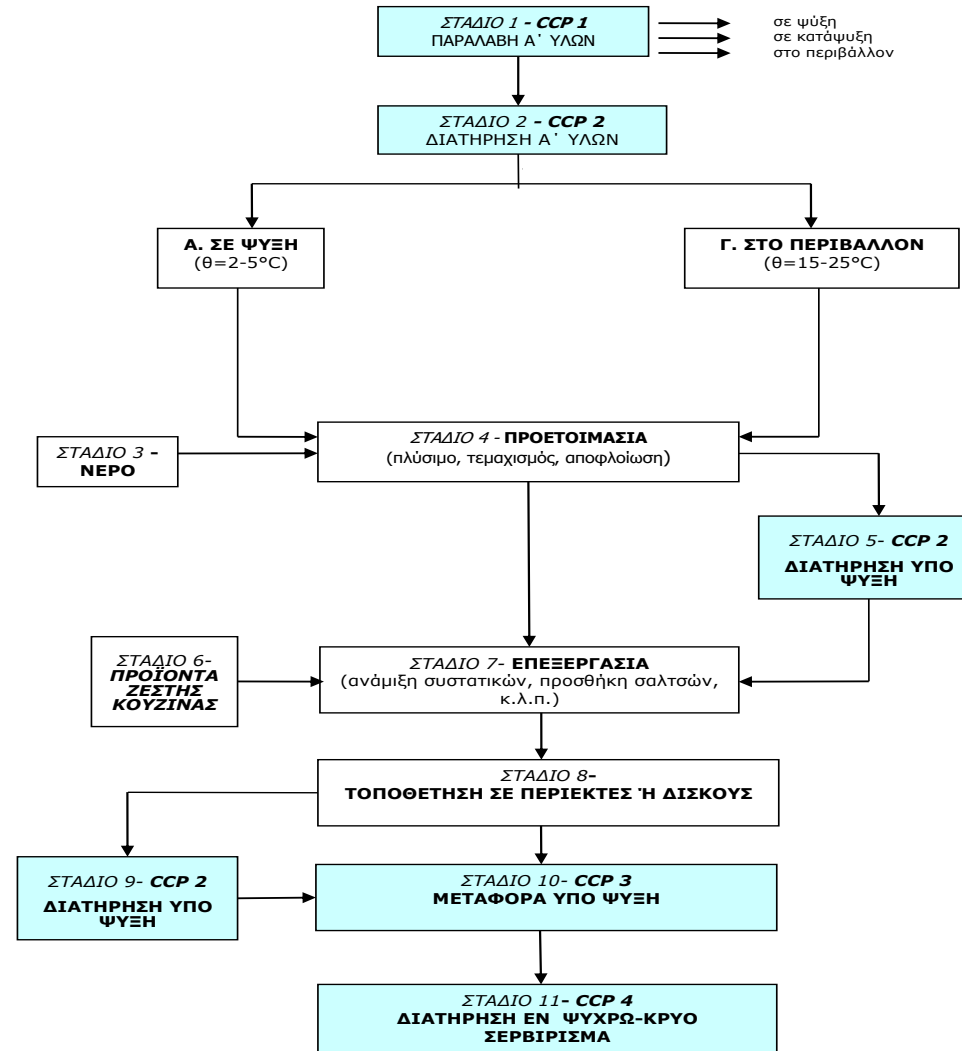 ΣΤΑΔΙΟ 1 - CCP 1
ΠΑΡΑΛΑΒΗ Α΄ ΥΛΩΝ
σε ψύξη
σε κατάψυξη
στο περιβάλλον
ΣΤΑΔΙΟ 2 - CCP 2
ΔΙΑΤΗΡΗΣΗ Α΄ ΥΛΩΝ
Α. ΣΕ ΨΥΞΗ
(θ=2-5°C)
Γ. ΣΤΟ ΠΕΡΙΒΑΛΛΟΝ
(θ=15-25°C)
ΣΤΑΔΙΟ 3 -
ΝΕΡΟ
ΣΤΑΔΙΟ 4 - ΠΡΟΕΤΟΙΜΑΣΙΑ
(πλύσιμο, τεμαχισμός, αποφλοίωση)
ΣΤΑΔΙΟ 5- CCP 2
ΔΙΑΤΗΡΗΣΗ ΥΠΟ
ΨΥΞΗ
ΣΤΑΔΙΟ 6-
ΠΡΟΪΟΝΤΑ
ΖΕΣΤΗΣ
ΚΟΥΖΙΝΑΣ
ΣΤΑΔΙΟ 7- ΕΠΕΞΕΡΓΑΣΙΑ
(ανάμιξη συστατικών, προσθήκη σαλτσών,
κ.λ.π.)
ΣΤΑΔΙΟ 8-
ΤΟΠΟΘΕΤΗΣΗ ΣΕ ΠΕΡΙΕΚΤΕΣ Ή ΔΙΣΚΟΥΣ
ΣΤΑΔΙΟ 9- CCP 2
ΔΙΑΤΗΡΗΣΗ ΥΠΟ
ΨΥΞΗ
ΣΤΑΔΙΟ 10- CCP 3
ΜΕΤΑΦΟΡΑ ΥΠΟ ΨΥΞΗ
ΣΤΑΔΙΟ 11- CCP 4
ΔΙΑΤΗΡΗΣΗ ΕΝ ΨΥΧΡΩ-ΚΡΥΟ
ΣΕΡΒΙΡΙΣΜΑ